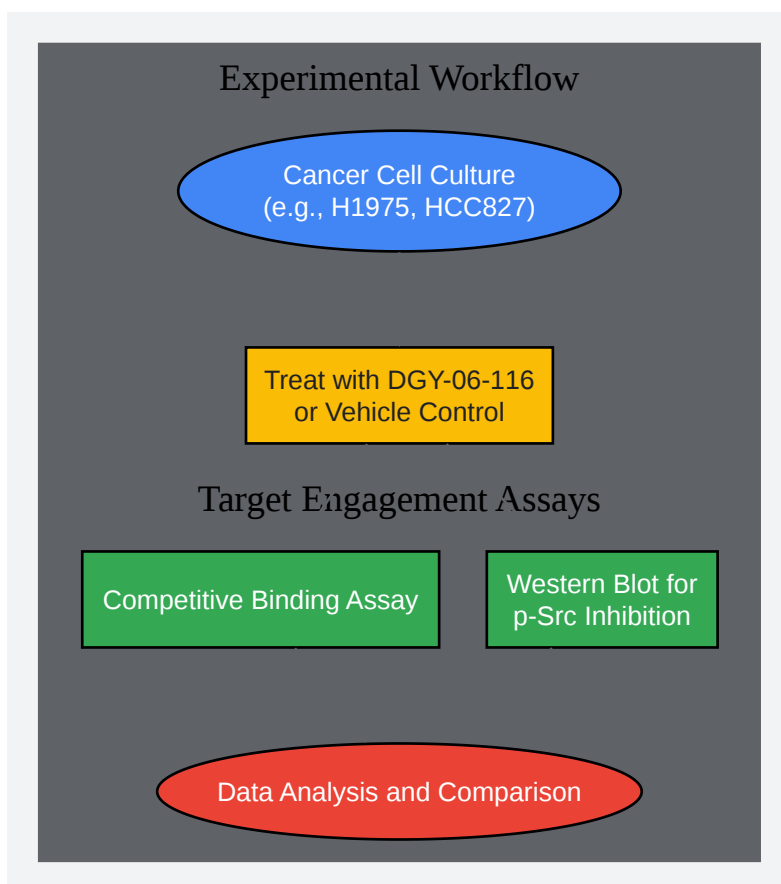 Experimental Workflow
Cancer Cell Culture
(e.g., H1975, HCC827)
Treat with DGY-06-116
or Vehicle Control
Target Engagement Assays
Competitive Binding Assay
Western Blot for
p-Src Inhibition
Data Analysis and Comparison